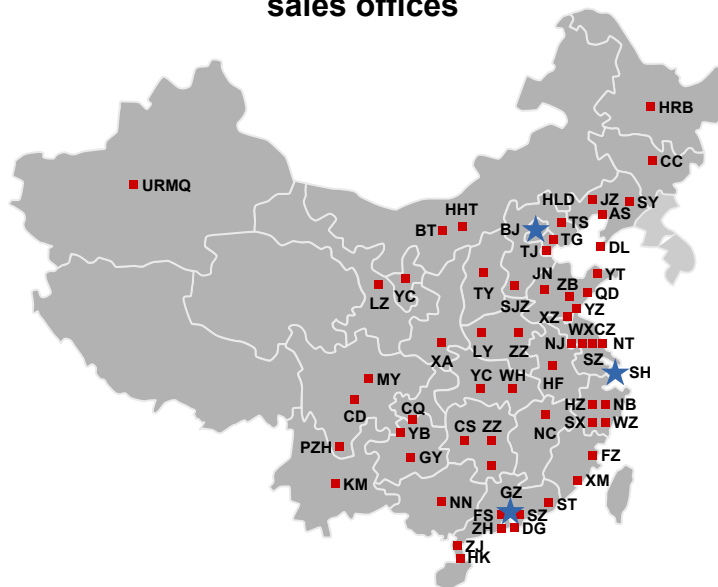 sales offices
HRB
CC
URMQ
HLD
JZ
SY
AS
HHT
BT
BJ
TS
TG
TJ
DL
JN
ZB
YT
LZ
YC
TY
SJZ
QD
YZ
XZ
WXCZ
XA
LY
ZZ
NJ
NT
SZ
SH
MY
YC
WH
HF
CD
CQ
HZ
NB
YB
CS
ZZ
NC
SX
WZ
PZH
GY
FZ
KM
GZ
XM
NN
FS
SZ
ST
ZH
DG
ZJ
HK